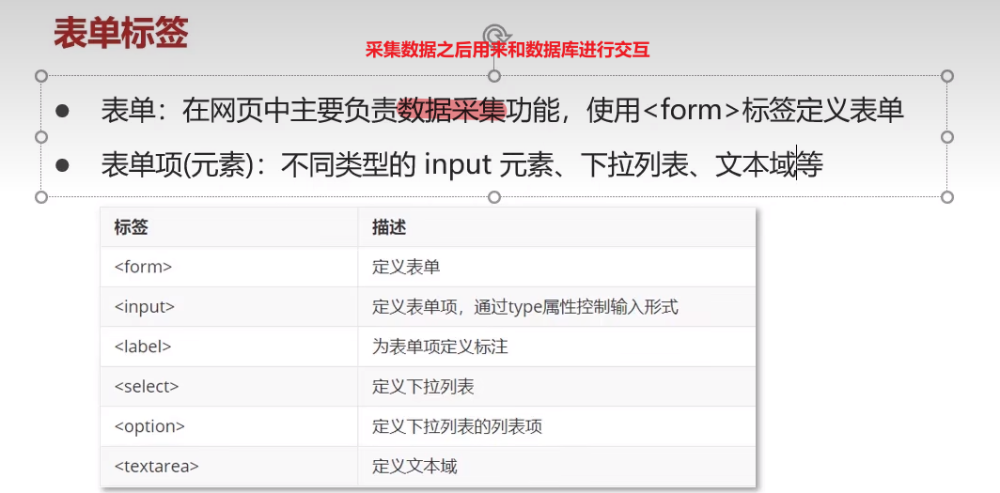 表单标签
采集数据之后用来和数据库进行交互
● 表单：在网页中主要负责数据采集功能，使用<form>标签定义表单
● 表单项(元素)：不同类型的 input 元素、下拉列表、文本域等
标签 描述
<form> 定义表单
<input> 定义表单项，通过type属性控制输入形式
<label> 为表单项定义标注
<select> 定义下拉列表
<option> 定义下拉列表的列表项
<textarea> 定义文本域